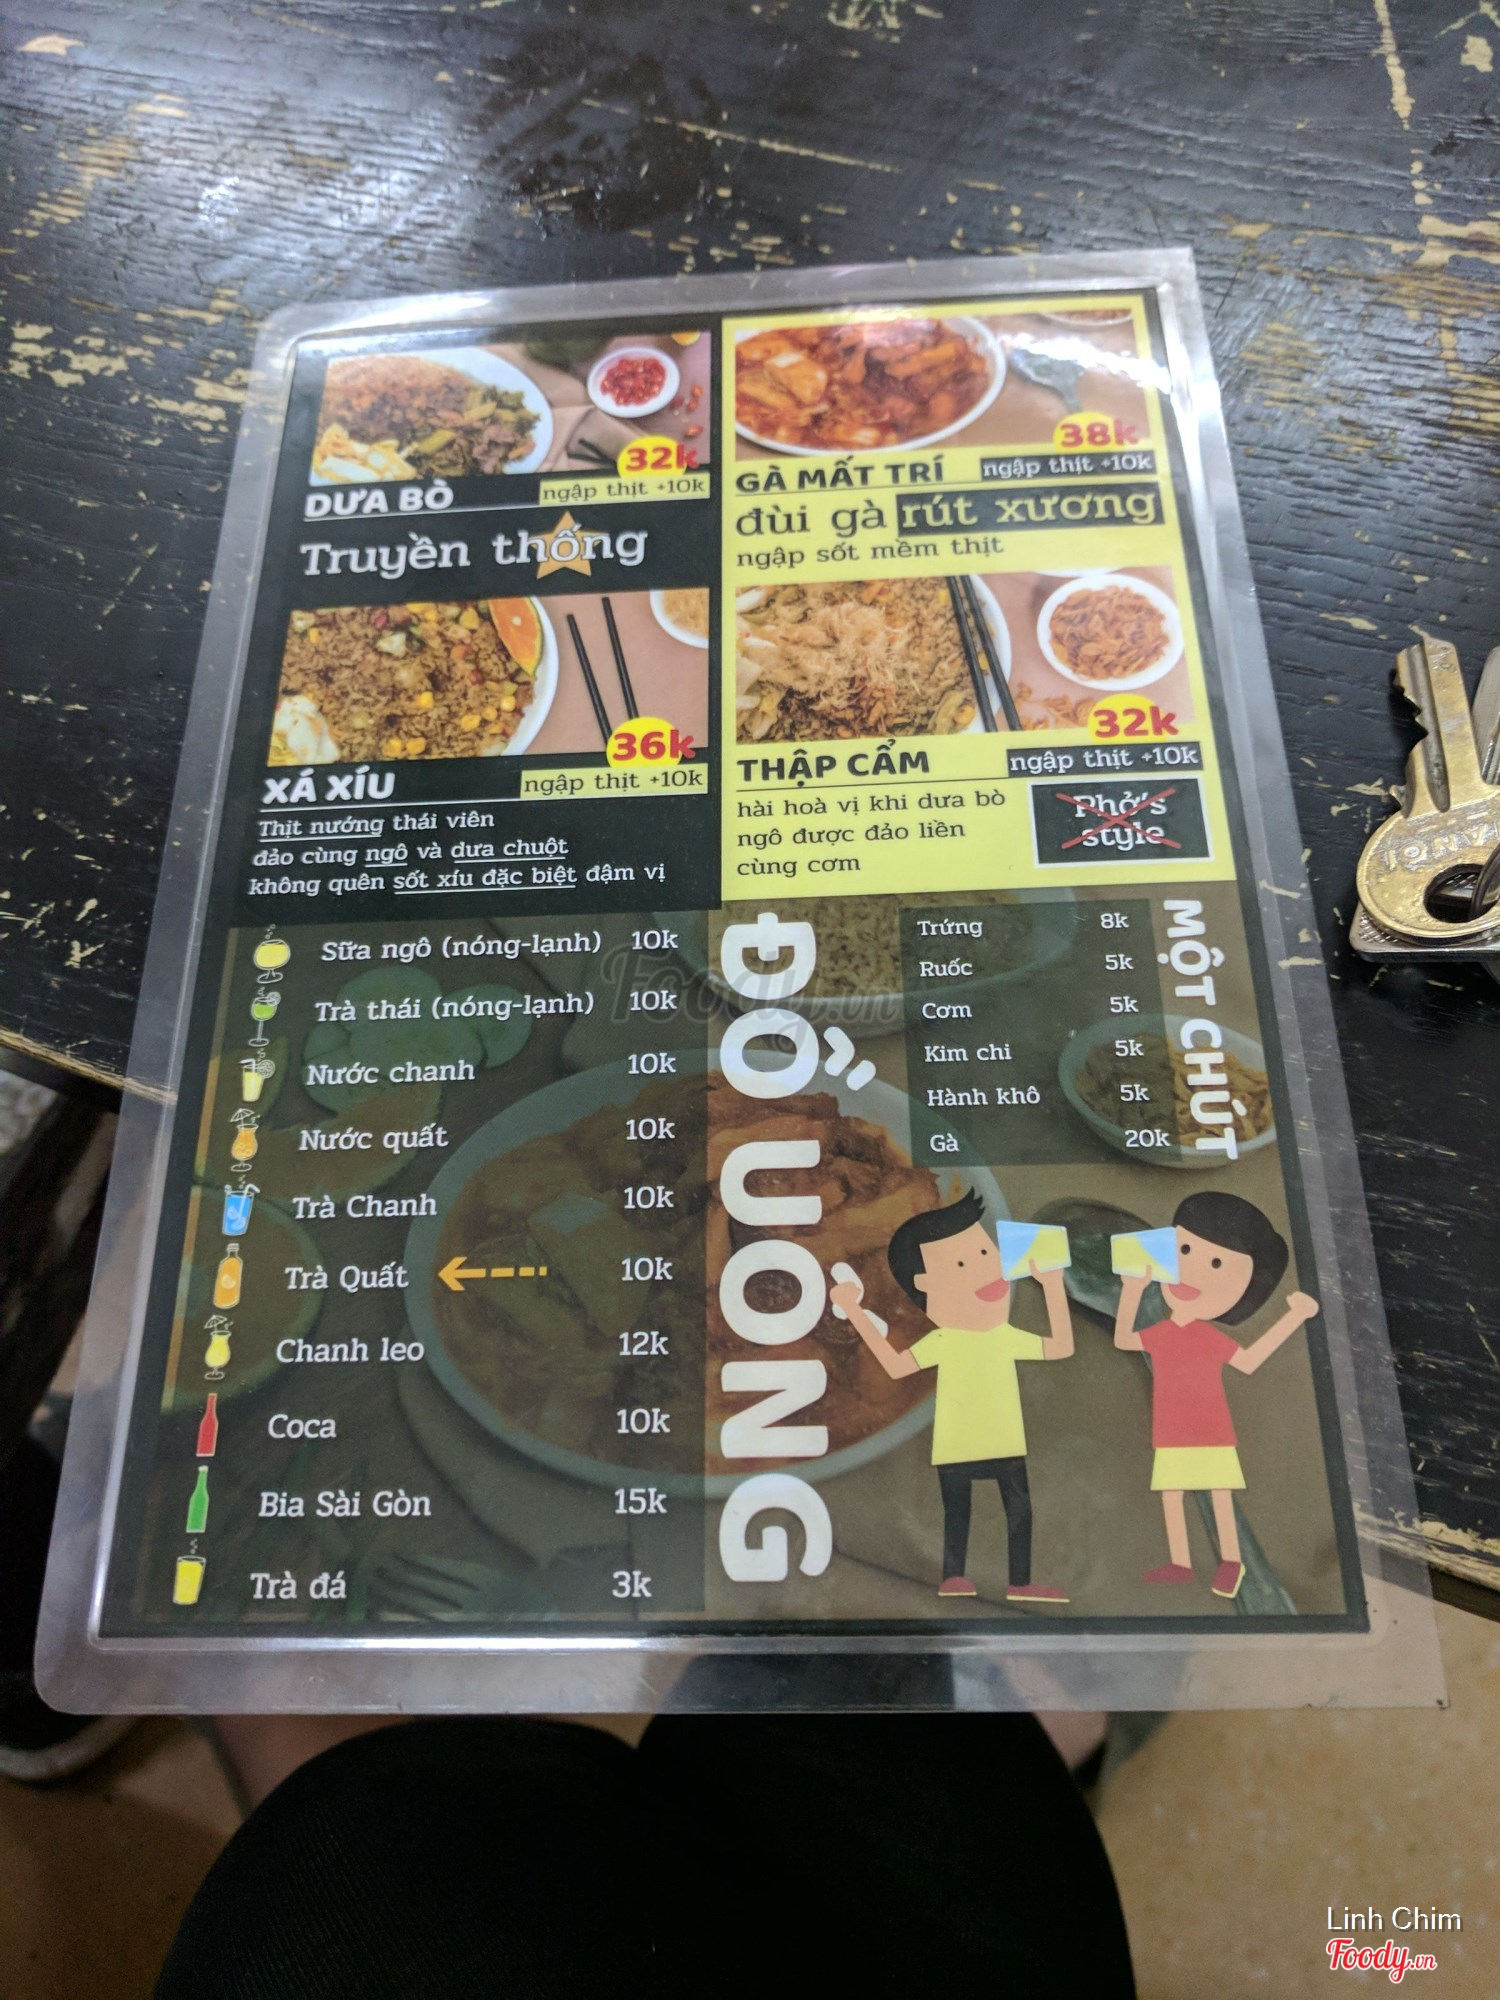 32k
ngập thịt +10k
DƯA BÒ
Truyền thống
36k
ngập thịt +10k
XÁ XÍU
Thịt nướng thái viên
đảo cùng ngô và dưa chuột
không quên sốt xíu đặc biệt đậm vị
38k
ngập thịt +10k
GÀ MẤT TRÍ
đùi gà rút xương
ngập sốt mềm thịt
32k
ngập thịt +10k
THẬP CẨM
hài hoà vị khi dưa bò
ngô được đảo liền
cùng cơm
Phở's
style
Sữa ngô (nóng-lạnh) 10k
Trà thái (nóng-lạnh) 10k
Nước chanh 10k
Nước quất 10k
Trà Chanh 10k
Trà Quất 10k
Chanh leo 12k
Coca 10k
Bia Sài Gòn 15k
Trà đá 3k
ĐỒ UỐNG
Trứng 8k
Ruốc 5k
Cơm 5k
Kim chi 5k
Hành khô 5k
Gà 20k
MỘT CHÚT
Foody.vn
Linh Chim
Foody.vn